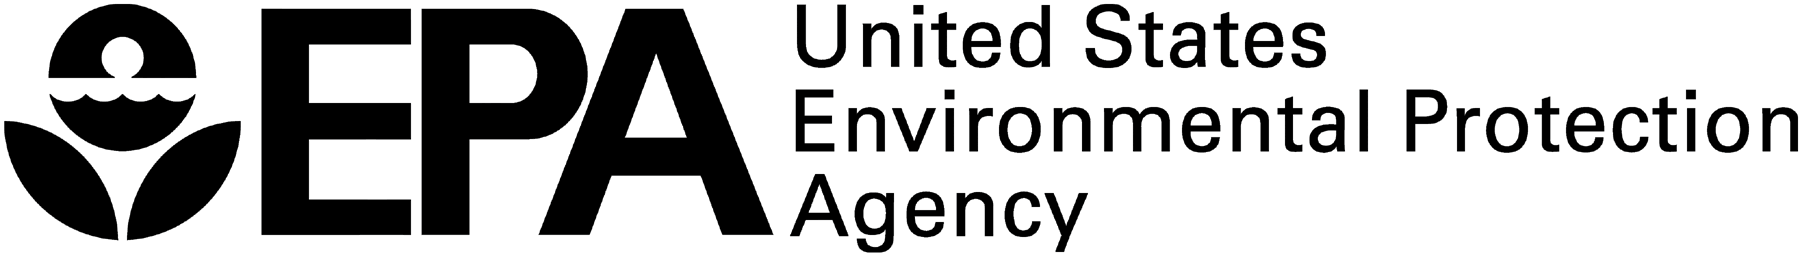 EPA
United States
Environmental Protection
Agency